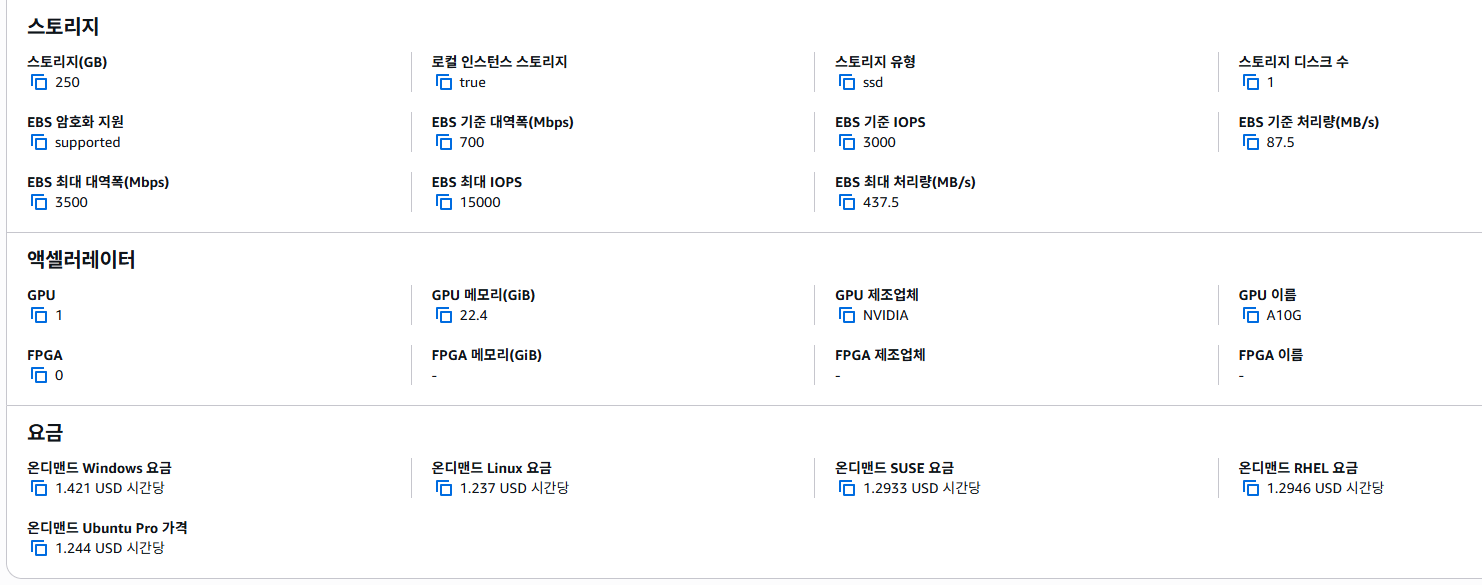 스토리지
스토리지(GB) 로컬 인스턴스 스토리지 스토리지 유형 스토리지 디스크 수
250 true ssd 1
EBS 암호화 지원 EBS 기준 대역폭(Mbps) EBS 기준 IOPS EBS 기준 처리량(MB/s)
supported 700 3000 87.5
EBS 최대 대역폭(Mbps) EBS 최대 IOPS EBS 최대 처리량(MB/s)
3500 15000 437.5
액셀러레이터
GPU GPU 메모리(GiB) GPU 제조업체 GPU 이름
1 22.4 NVIDIA A10G
FPGA FPGA 메모리(GiB) FPGA 제조업체 FPGA 이름
0 - - -
요금
온디맨드 Windows 요금 온디맨드 Linux 요금 온디맨드 SUSE 요금 온디맨드 RHEL 요금
1.421 USD 시간당 1.237 USD 시간당 1.2933 USD 시간당 1.2946 USD 시간당
온디맨드 Ubuntu Pro 가격
1.244 USD 시간당